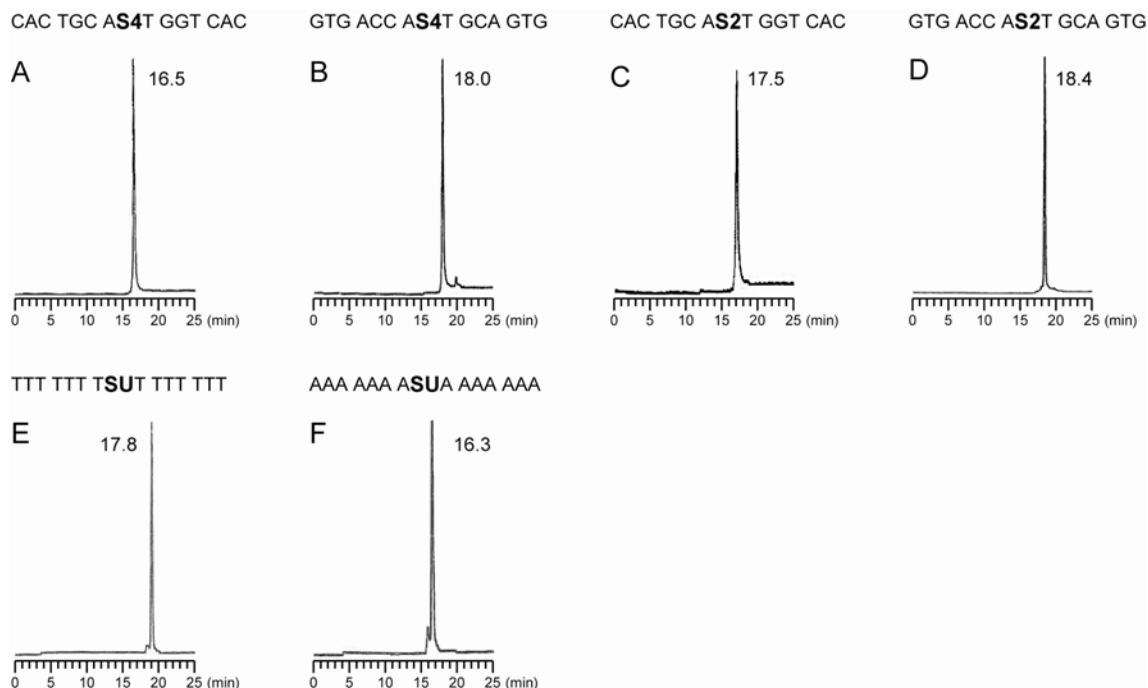 CAC TGC AS4T GGT CAC GTG ACC AS4T GCA GTG CAC TGC AS2T GGT CAC GTG ACC AS2T GCA GTG
A 16.5 B 18.0 C 17.5 D 18.4
0 5 10 15 20 25 (min) 0 5 10 15 20 25 (min) 0 5 10 15 20 25 (min) 0 5 10 15 20 25 (min)
TTT TTT TSUT TTT TTT AAA AAA ASUA AAA AAA
E 17.8 F 16.3
0 5 10 15 20 25 (min) 0 5 10 15 20 25 (min)